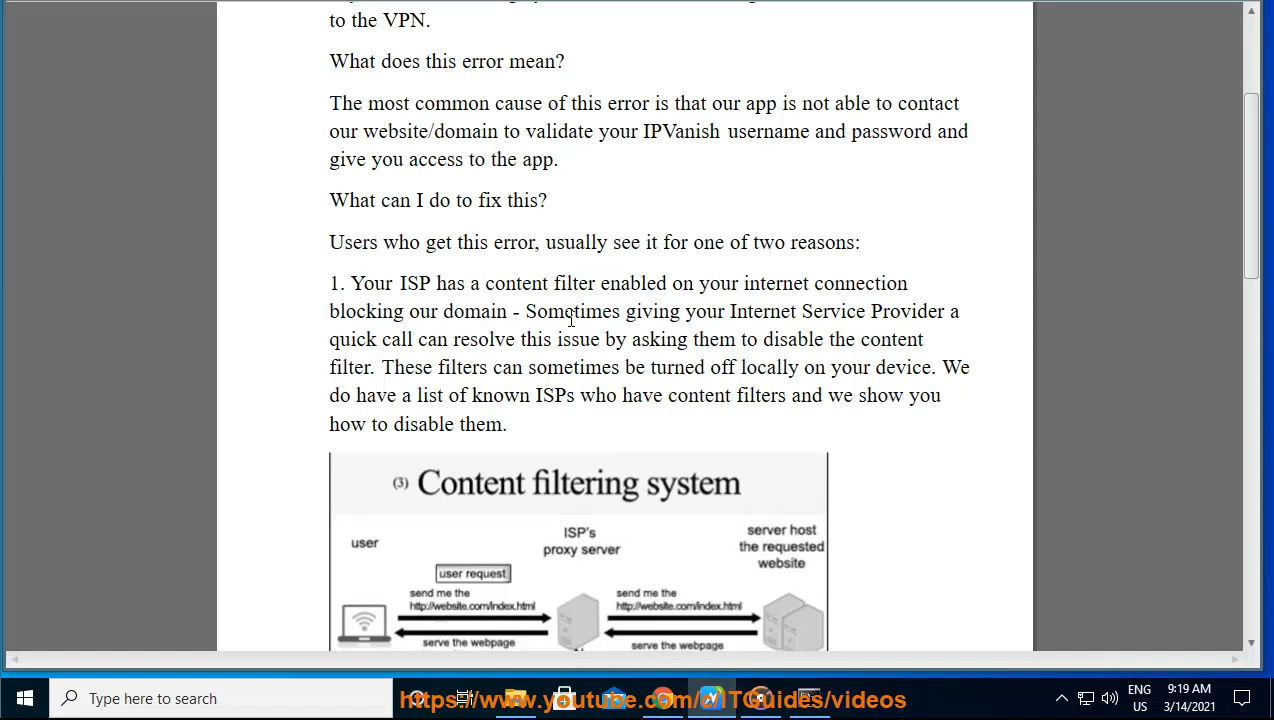 to the VPN.
What does this error mean?
The most common cause of this error is that our app is not able to contact
our website/domain to validate your IPVanish username and password and
give you access to the app.
What can I do to fix this?
Users who get this error, usually see it for one of two reasons:
1. Your ISP has a content filter enabled on your internet connection
blocking our domain - Sometimes giving your Internet Service Provider a
quick call can resolve this issue by asking them to disable the content
filter. These filters can sometimes be turned off locally on your device. We
do have a list of known ISPs who have content filters and we show you
how to disable them.
(3) Content filtering system
user
ISP's
proxy server
server host
the requested
website
user request
send me the
http://website.com/index.html
send me the
http://website.com/index.html
serve the webpage
serve the webpage
Type here to search
https://www.youtube.com/c/ITGuides/videos
ENG
US
9:19 AM
3/14/2021